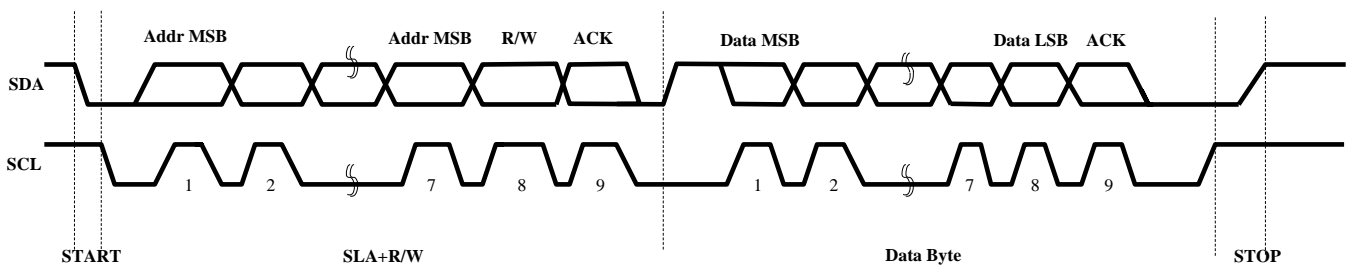 Addr MSB Addr MSB R/W ACK Data MSB Data LSB ACK
SDA
SCL
1 2 7 8 9 1 2 7 8 9
START SLA+R/W Data Byte STOP